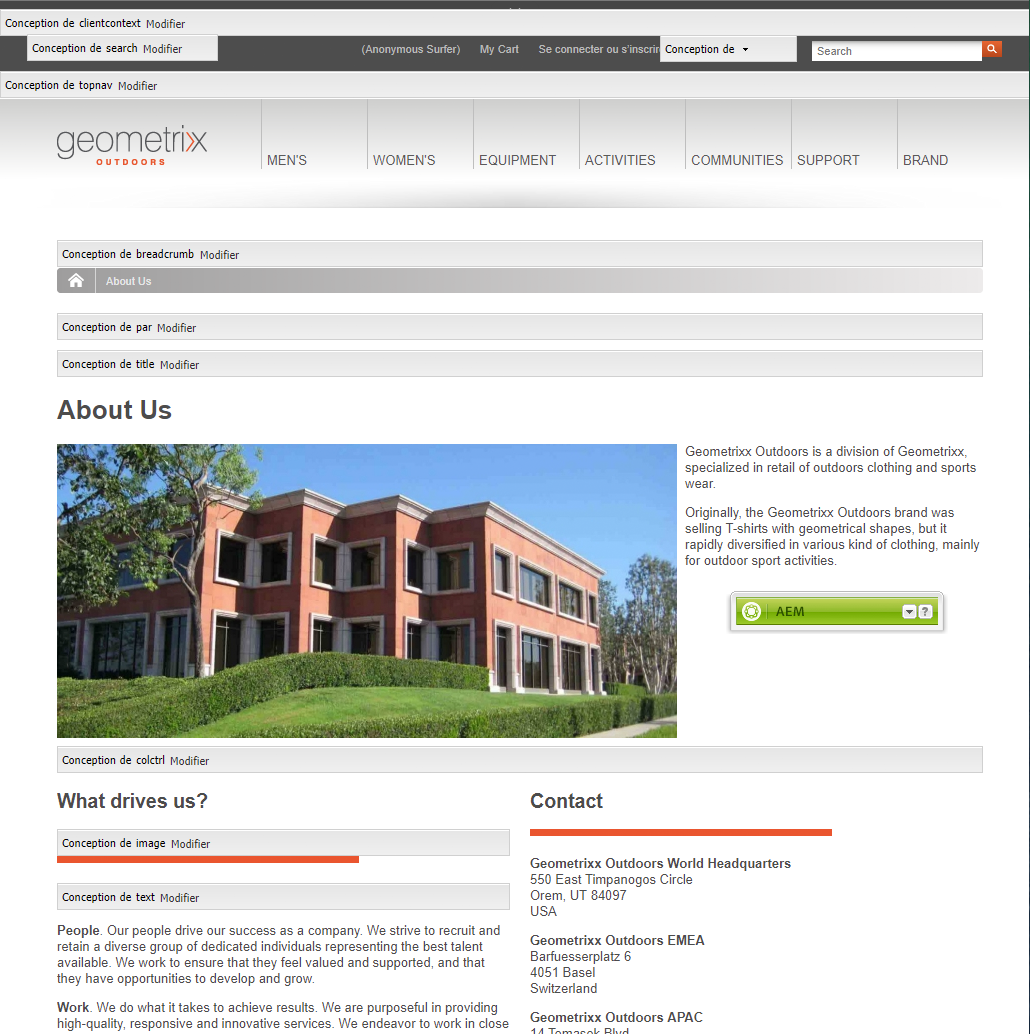 Conception de clientcontext Modifier
Conception de search Modifier
(Anonymous Surfer) My Cart Se connecter ou s'inscrir
Conception de
Search
Conception de topnav Modifier
geometrixx
OUTDOORS
MEN'S WOMEN'S EQUIPMENT ACTIVITIES COMMUNITIES SUPPORT BRAND
Conception de breadcrumb Modifier
About Us
Conception de par Modifier
Conception de title Modifier
About Us
Geometrixx Outdoors is a division of Geometrixx,
specialized in retail of outdoors clothing and sports
wear.
Originally, the Geometrixx Outdoors brand was
selling T-shirts with geometrical shapes, but it
rapidly diversified in various kind of clothing, mainly
for outdoor sport activities.
AEM ?
Conception de colctrl Modifier
What drives us?
Conception de image Modifier
Conception de text Modifier
People. Our people drive our success as a company. We strive to recruit and
retain a diverse group of dedicated individuals representing the best talent
available. We work to ensure that they feel valued and supported, and that
they have opportunities to develop and grow.
Work. We do what it takes to achieve results. We are purposeful in providing
high-quality, responsive and innovative services. We endeavor to work in close
Contact
Geometrixx Outdoors World Headquarters
550 East Timpanogos Circle
Orem, UT 84097
USA
Geometrixx Outdoors EMEA
Barfuesserplatz 6
4051 Basel
Switzerland
Geometrixx Outdoors APAC
14 Tomasek Blvd